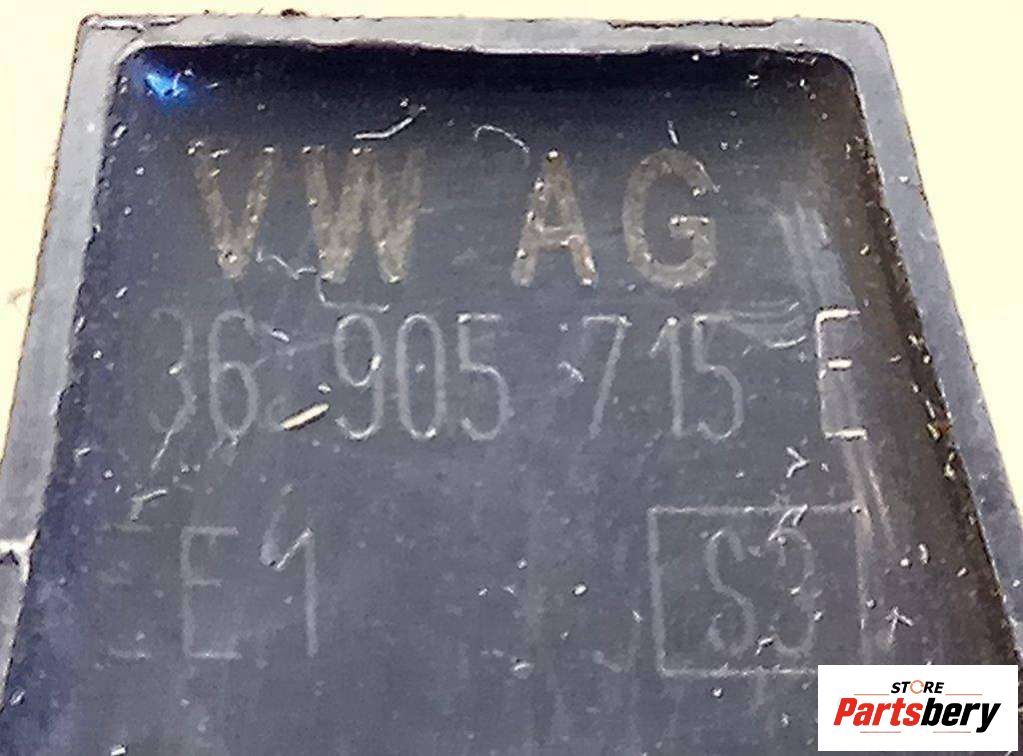 VW AG
36 905 715 E
E1 S3
STORE
Partsbery